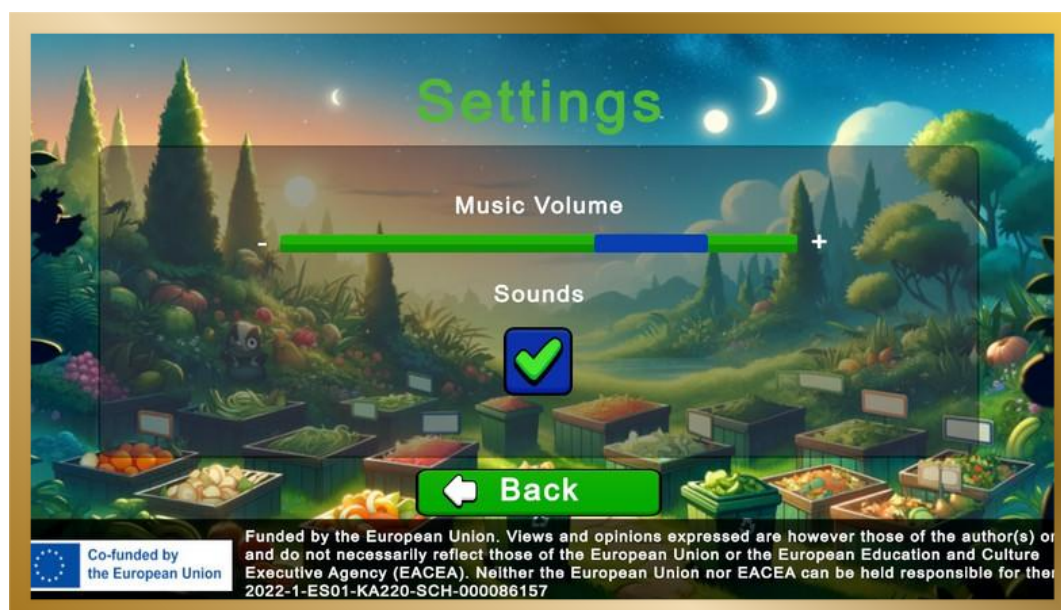 Settings
Music Volume
- +
Sounds
Back
Co-funded by
the European Union
Funded by the European Union. Views and opinions expressed are however those of the author(s) or
and do not necessarily reflect those of the European Union or the European Education and Culture
Executive Agency (EACEA). Neither the European Union nor EACEA can be held responsible for ther
2022-1-ES01-KA220-SCH-000086157